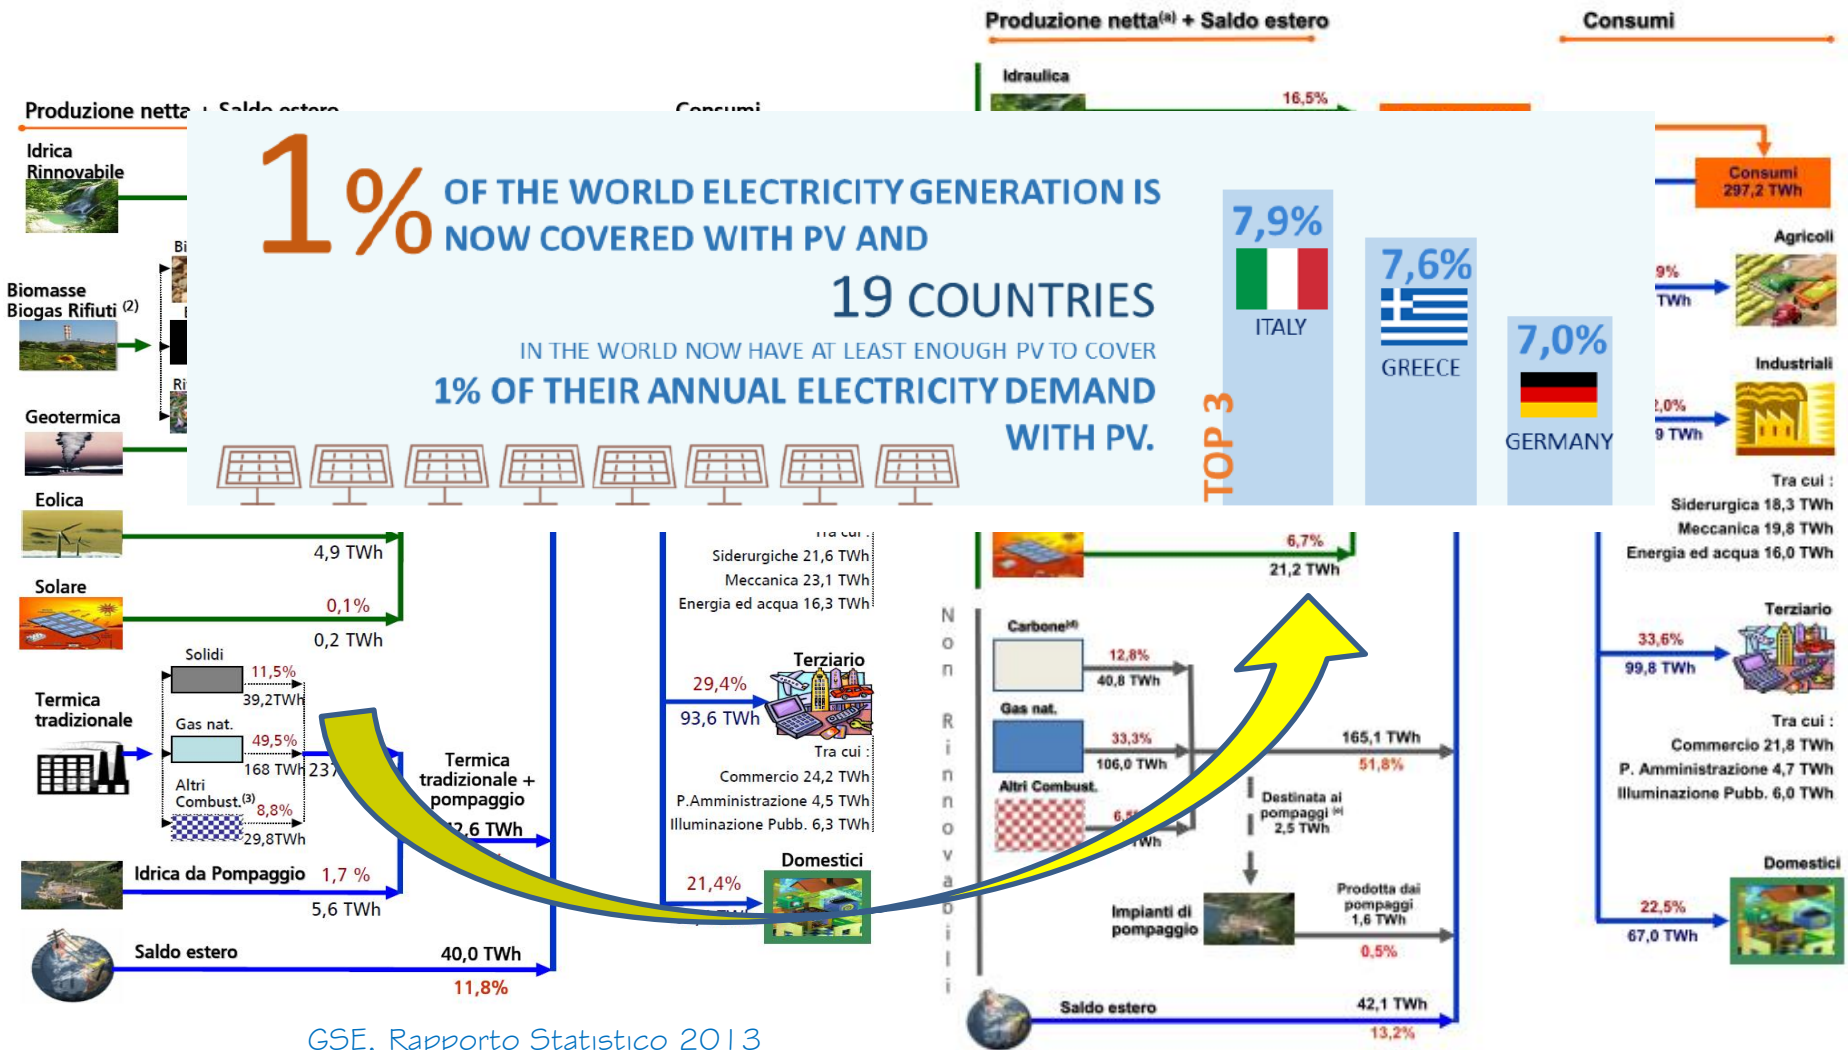 Produzione netta(a) + Saldo estero
Consumi
Idraulica
16,5%
Produzione netta + Saldo estero
Consumi
Idrica
Rinnovabile
Biomasse
Biogas Rifiuti (2)
Geotermica
Eolica
4,9 TWh
Solare
0,1%
0,2 TWh
Termica
tradizionale
Solidi
11,5%
39,2TWh
Gas nat.
49,5%
168 TWh
Altri
Combust.(3)
8,8%
29,8TWh
Termica
tradizionale +
pompaggio
Idrica da Pompaggio
1,7 %
5,6 TWh
Saldo estero
40,0 TWh
11,8%
1%
OF THE WORLD ELECTRICITY GENERATION IS
NOW COVERED WITH PV AND
19 COUNTRIES
IN THE WORLD NOW HAVE AT LEAST ENOUGH PV TO COVER
1% OF THEIR ANNUAL ELECTRICITY DEMAND
WITH PV.
TOP 3
7,9%
ITALY
7,6%
GREECE
7,0%
GERMANY
Tra cui :
Siderurgiche 21,6 TWh
Meccanica 23,1 TWh
Energia ed acqua 16,3 TWh
Terziario
29,4%
93,6 TWh
Tra cui :
Commercio 24,2 TWh
P.Amministrazione 4,5 TWh
Illuminazione Pubb. 6,3 TWh
Domestici
21,4%
6,7%
21,2 TWh
Non Rinnovabili
Carbone(d)
12,8%
40,8 TWh
Gas nat.
33,3%
106,0 TWh
Altri Combust.
165,1 TWh
51,8%
Destinata ai
pompaggi (e)
2,5 TWh
Impianti di
pompaggio
Prodotta dai
pompaggi
1,6 TWh
0,5%
Saldo estero
42,1 TWh
13,2%
Consumi
297,2 TWh
Agricoli
TWh
Industriali
TWh
Tra cui :
Siderurgica 18,3 TWh
Meccanica 19,8 TWh
Energia ed acqua 16,0 TWh
Terziario
33,6%
99,8 TWh
Tra cui :
Commercio 21,8 TWh
P. Amministrazione 4,7 TWh
Illuminazione Pubb. 6,0 TWh
Domestici
22,5%
67,0 TWh
GSE, Rapporto Statistico 2013